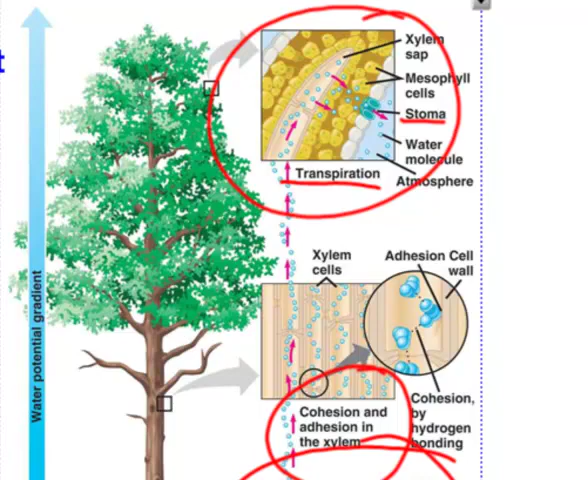 t
Xylem
sap
Mesophyll
cells
Stoma
Water
molecule
Transpiration
Atmosphere
Xylem
cells
Adhesion Cell
wall
Water potential gradient
Cohesion and
adhesion in
the xylem
Cohesion,
by
hydrogen
bonding